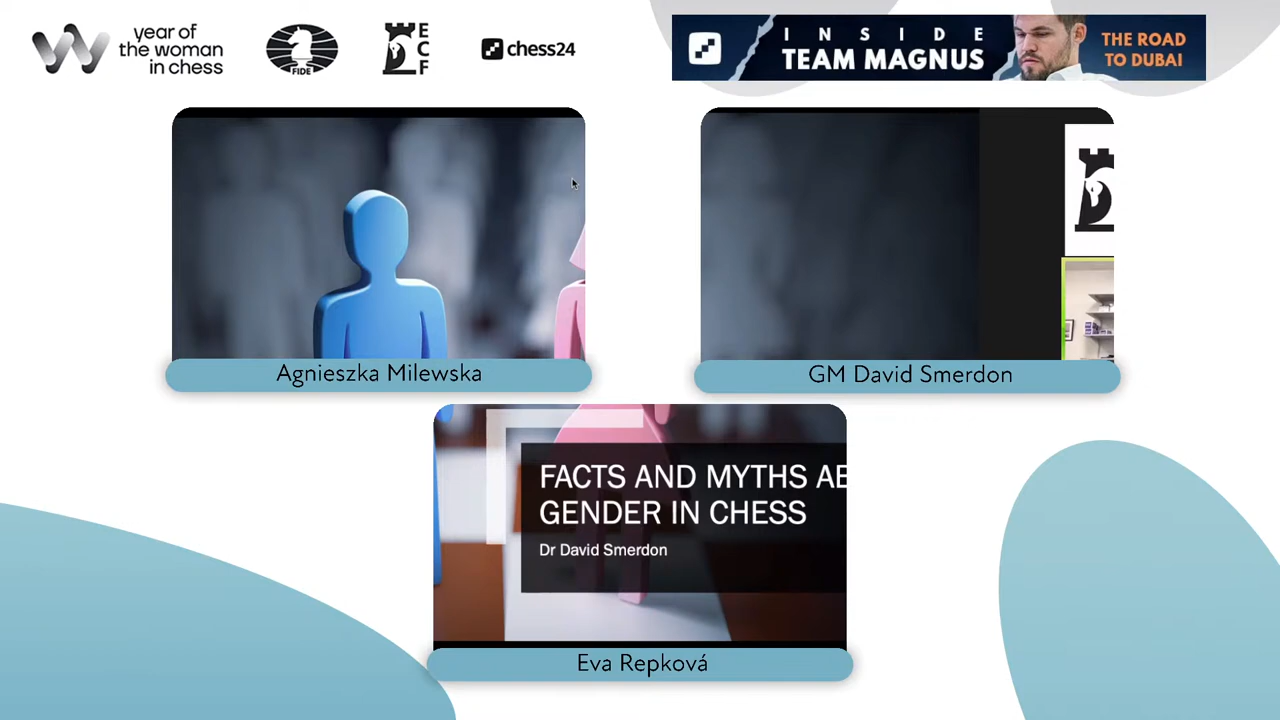 year of
the woman
in chess
FIDE
E
C
F
chess24
INSIDE
TEAM MAGNUS
THE ROAD
TO DUBAI
Agnieszka Milewska
GM David Smerdon
FACTS AND MYTHS AB
GENDER IN CHESS
Dr David Smerdon
Eva Repková